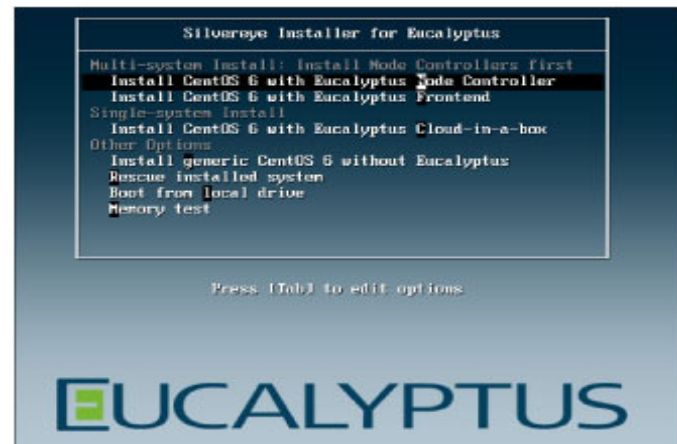 Silvereye Installer for Eucalyptus
Multi-system Install: Install Node Controllers first
Install CentOS 6 with Eucalyptus Node Controller
Install CentOS 6 with Eucalyptus Frontend
Single-system Install
Install CentOS 6 with Eucalyptus Cloud-in-a-box
Other Options
Install generic CentOS 6 without Eucalyptus
Rescue installed system
Boot from local drive
Memory test
Press [Tab] to edit options
EUCALYPTUS